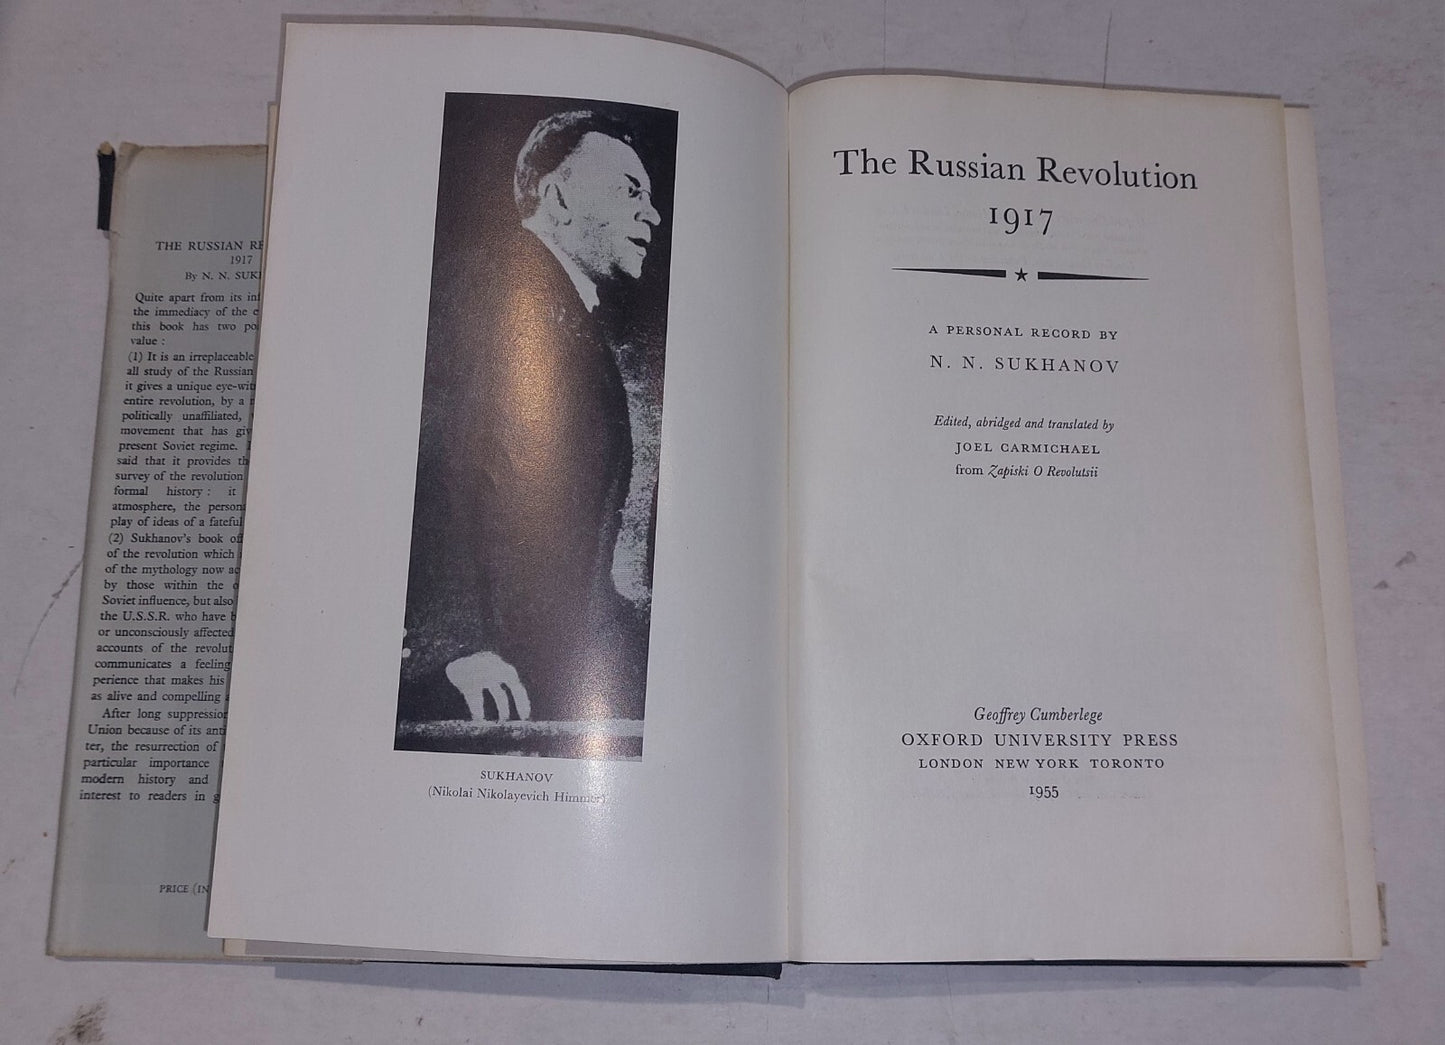 THE RUSSIAN RE
1917
By N. N. SUKH
Quite apart from its inf
the immediacy of the e
this book has two po
value :
(1) It is an irreplaceable
all study of the Russian
it gives a unique eye-wit
entire revolution, by a
politically unaffiliated,
movement that has giv
present Soviet regime.
said that it provides th
survey of the revolution
formal history : it
atmosphere, the person
play of ideas of a fateful
(2) Sukhanov's book off
of the revolution which
of the mythology now ac
by those within the
Soviet influence, but also
the U.S.S.R. who have b
or unconsciously affected
accounts of the revolut
communicates a feeling
perience that makes his
as alive and compelling
After long suppression
Union because of its anti
ter, the resurrection of
particular importance
modern history and
interest to readers in g
PRICE (IN
SUKHANOV
(Nikolai Nikolayevich Himmer)
The Russian Revolution
1917
A PERSONAL RECORD BY
N. N. SUKHANOV
Edited, abridged and translated by
JOEL CARMICHAEL
from Zapiski O Revolutsii
Geoffrey Cumberlege
OXFORD UNIVERSITY PRESS
LONDON NEW YORK TORONTO
1955